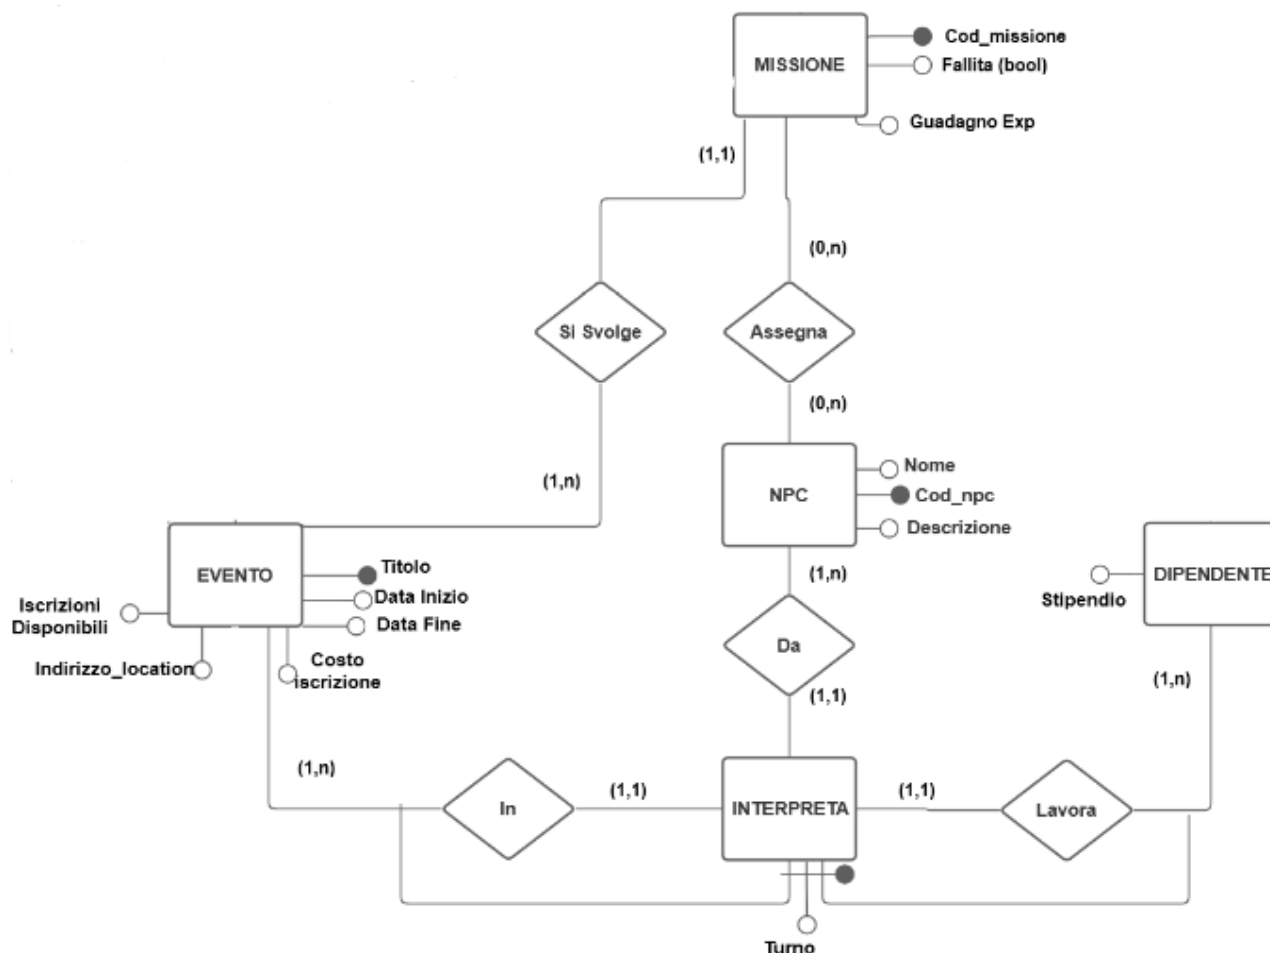 MISSIONE
Cod_missione
Fallita (bool)
Guadagno Exp
(1,1)
(0,n)
Si Svolge
Assegna
(0,n)
(1,n)
NPC
Nome
Cod_npc
Descrizione
EVENTO
Titolo
Data Inizio
Data Fine
Iscrizioni
Disponibili
Indirizzo_location
Costo
iscrizione
(1,n)
Da
(1,1)
DIPENDENTE
Stipendio
(1,n)
(1,n)
In
(1,1)
INTERPRETA
(1,1)
Lavora
Turno